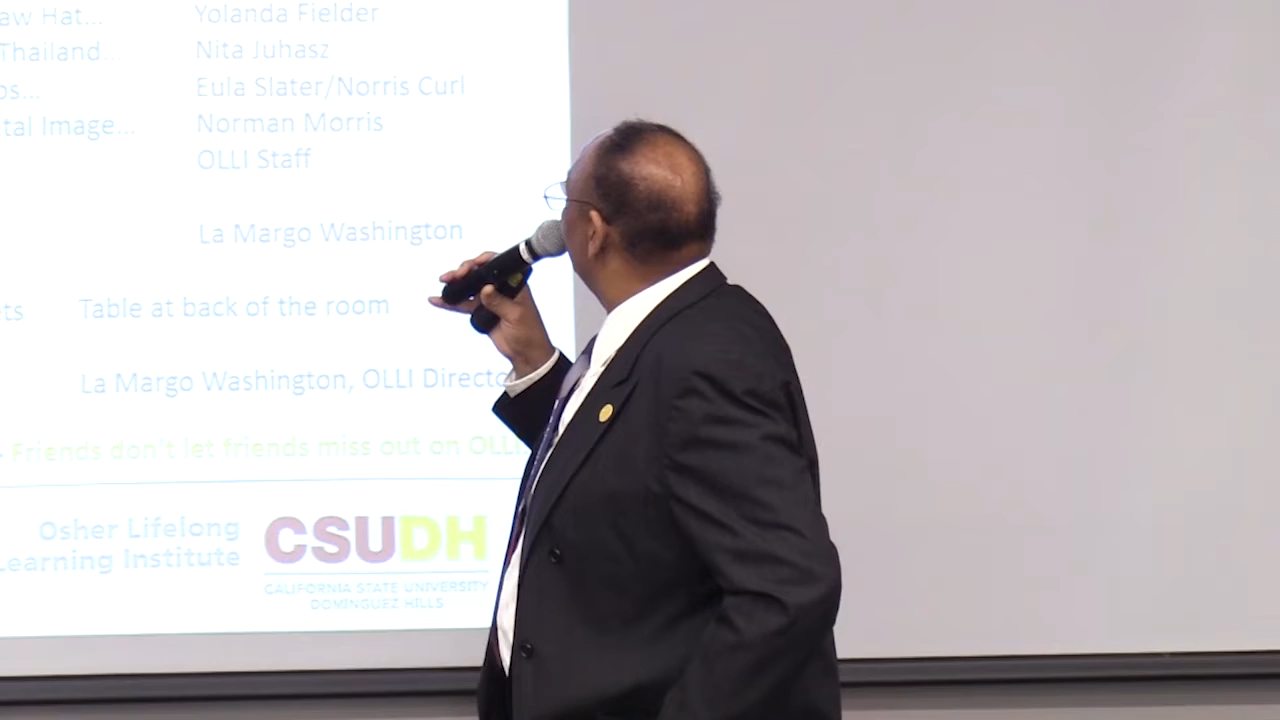 aw Hat... Yolanda Fielder
Thailand... Nita Juhasz
os... Eula Slater/Norris Curl
tal Image... Norman Morris
OLLI Staff
La Margo Washington
ets Table at back of the room
La Margo Washington, OLLI Directo
- Friends don't let friends miss out on OLLI
Osher Lifelong
Learning Institute
CSUDH
CALIFORNIA STATE UNIVERSITY
DOMINGUEZ HILLS